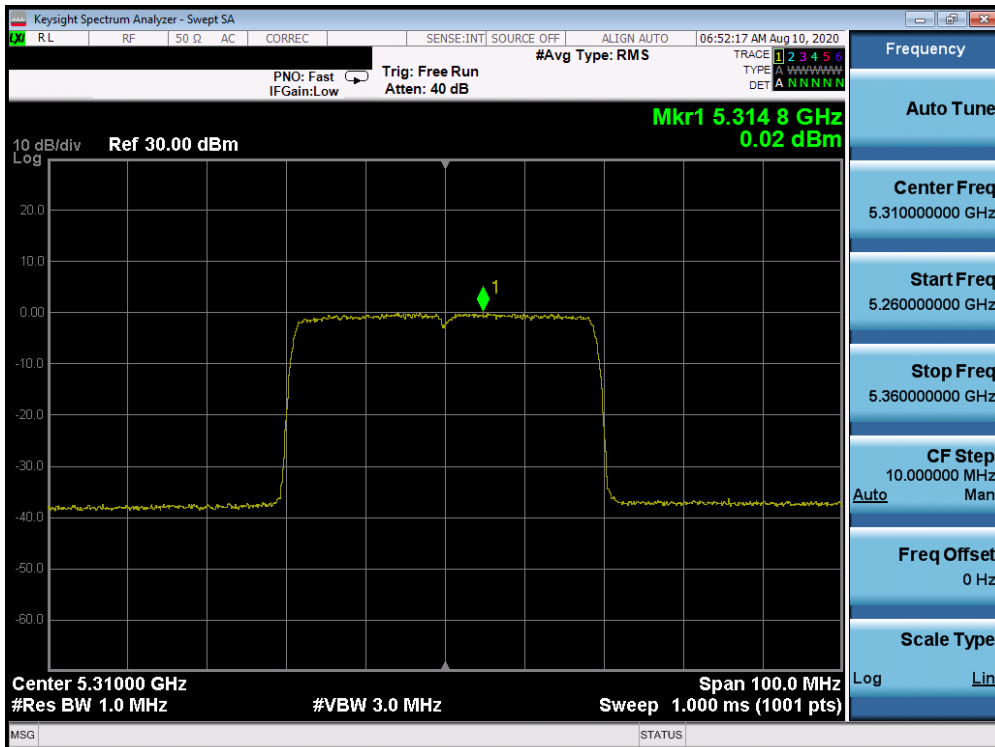 Keysight Spectrum Analyzer - Swept SA
LXI RL RF 50 Ω AC CORREC SENSE:INT SOURCE OFF ALIGN AUTO 06:52:17 AM Aug 10, 2020
Frequency
#Avg Type: RMS
TRACE 1 2 3 4 5 6
PNO: Fast
Trig: Free Run
TYPE A WWWWW
IFGain:Low
Atten: 40 dB
DET A N N N N N
Auto Tune
Mkr1 5.314 8 GHz
0.02 dBm
10 dB/div
Log
Ref 30.00 dBm
Center Freq
5.310000000 GHz
20.0
10.0
Start Freq
5.260000000 GHz
1
0.00
Stop Freq
5.360000000 GHz
-10.0
-20.0
-30.0
CF Step
10.000000 MHz
Auto Man
-40.0
Freq Offset
0 Hz
-50.0
-60.0
Scale Type
Log Lin
Center 5.31000 GHz
Span 100.0 MHz
#Res BW 1.0 MHz
#VBW 3.0 MHz
Sweep 1.000 ms (1001 pts)
MSG
STATUS